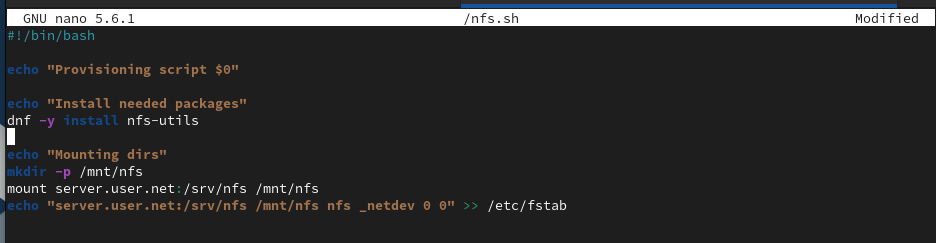 GNU nano 5.6.1 /nfs.sh Modified
#!/bin/bash
echo "Provisioning script $0"
echo "Install needed packages"
dnf -y install nfs-utils
echo "Mounting dirs"
mkdir -p /mnt/nfs
mount server.user.net:/srv/nfs /mnt/nfs
echo "server.user.net:/srv/nfs /mnt/nfs nfs _netdev 0 0" >> /etc/fstab